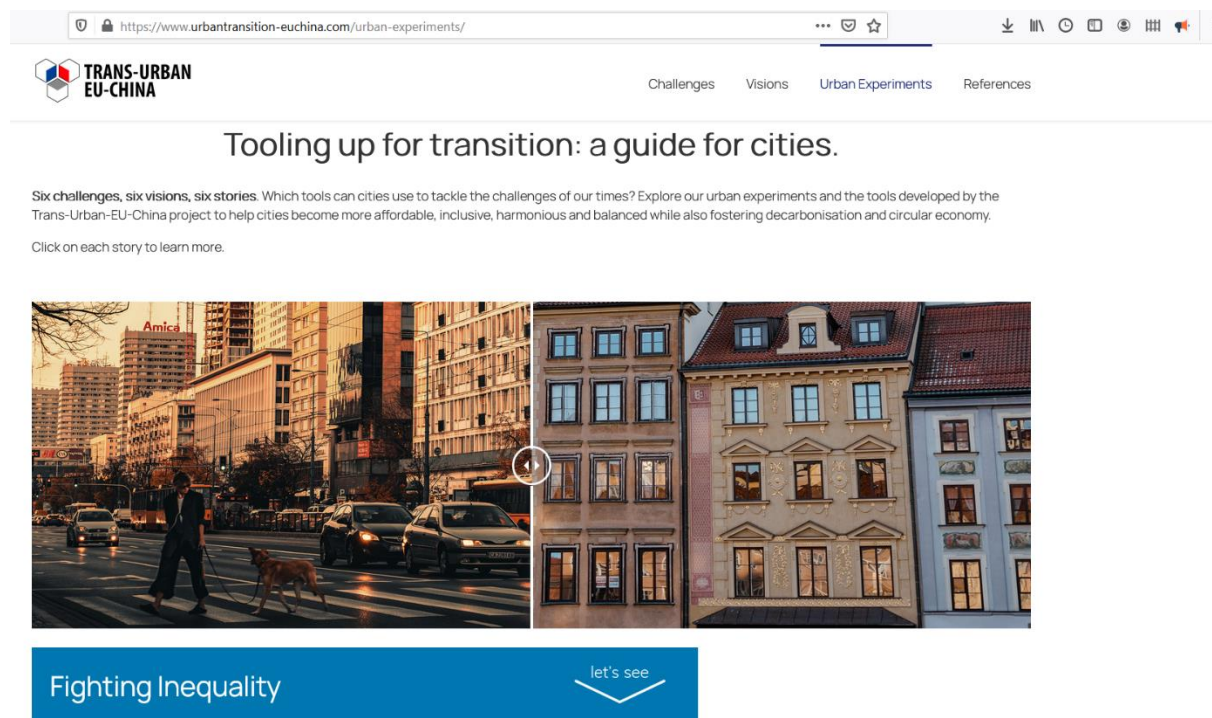 https://www.urbantransition-euchina.com/urban-experiments/
TRANS-URBAN
EU-CHINA
Challenges Visions Urban Experiments References
Tooling up for transition: a guide for cities.
Six challenges, six visions, six stories. Which tools can cities use to tackle the challenges of our times? Explore our urban experiments and the tools developed by the
Trans-Urban-EU-China project to help cities become more affordable, inclusive, harmonious and balanced while also fostering decarbonisation and circular economy.
Click on each story to learn more.
Amica
Fighting Inequality
let's see